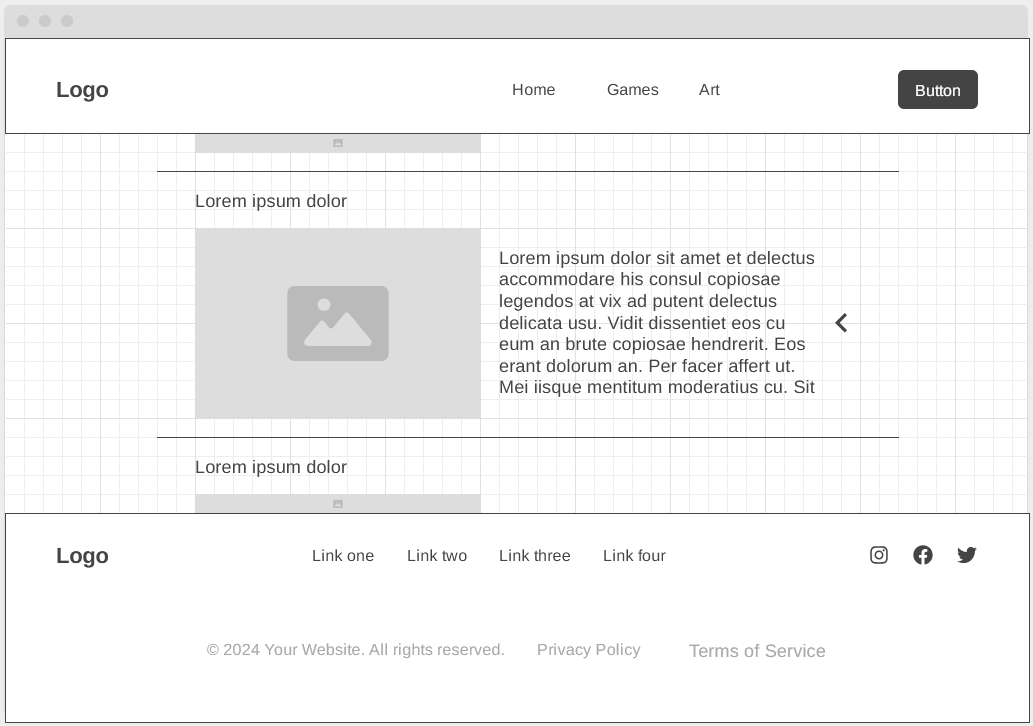 Logo
Home Games Art
Button
Lorem ipsum dolor
Lorem ipsum dolor sit amet et delectus
accommodare his consul copiosae
legendos at vix ad putent delectus
delicata usu. Vidit dissentiet eos cu
eum an brute copiosae hendrerit. Eos
erant dolorum an. Per facer affert ut.
Mei iisque mentitum moderatius cu. Sit
Lorem ipsum dolor
Logo
Link one Link two Link three Link four
© 2024 Your Website. All rights reserved. Privacy Policy Terms of Service